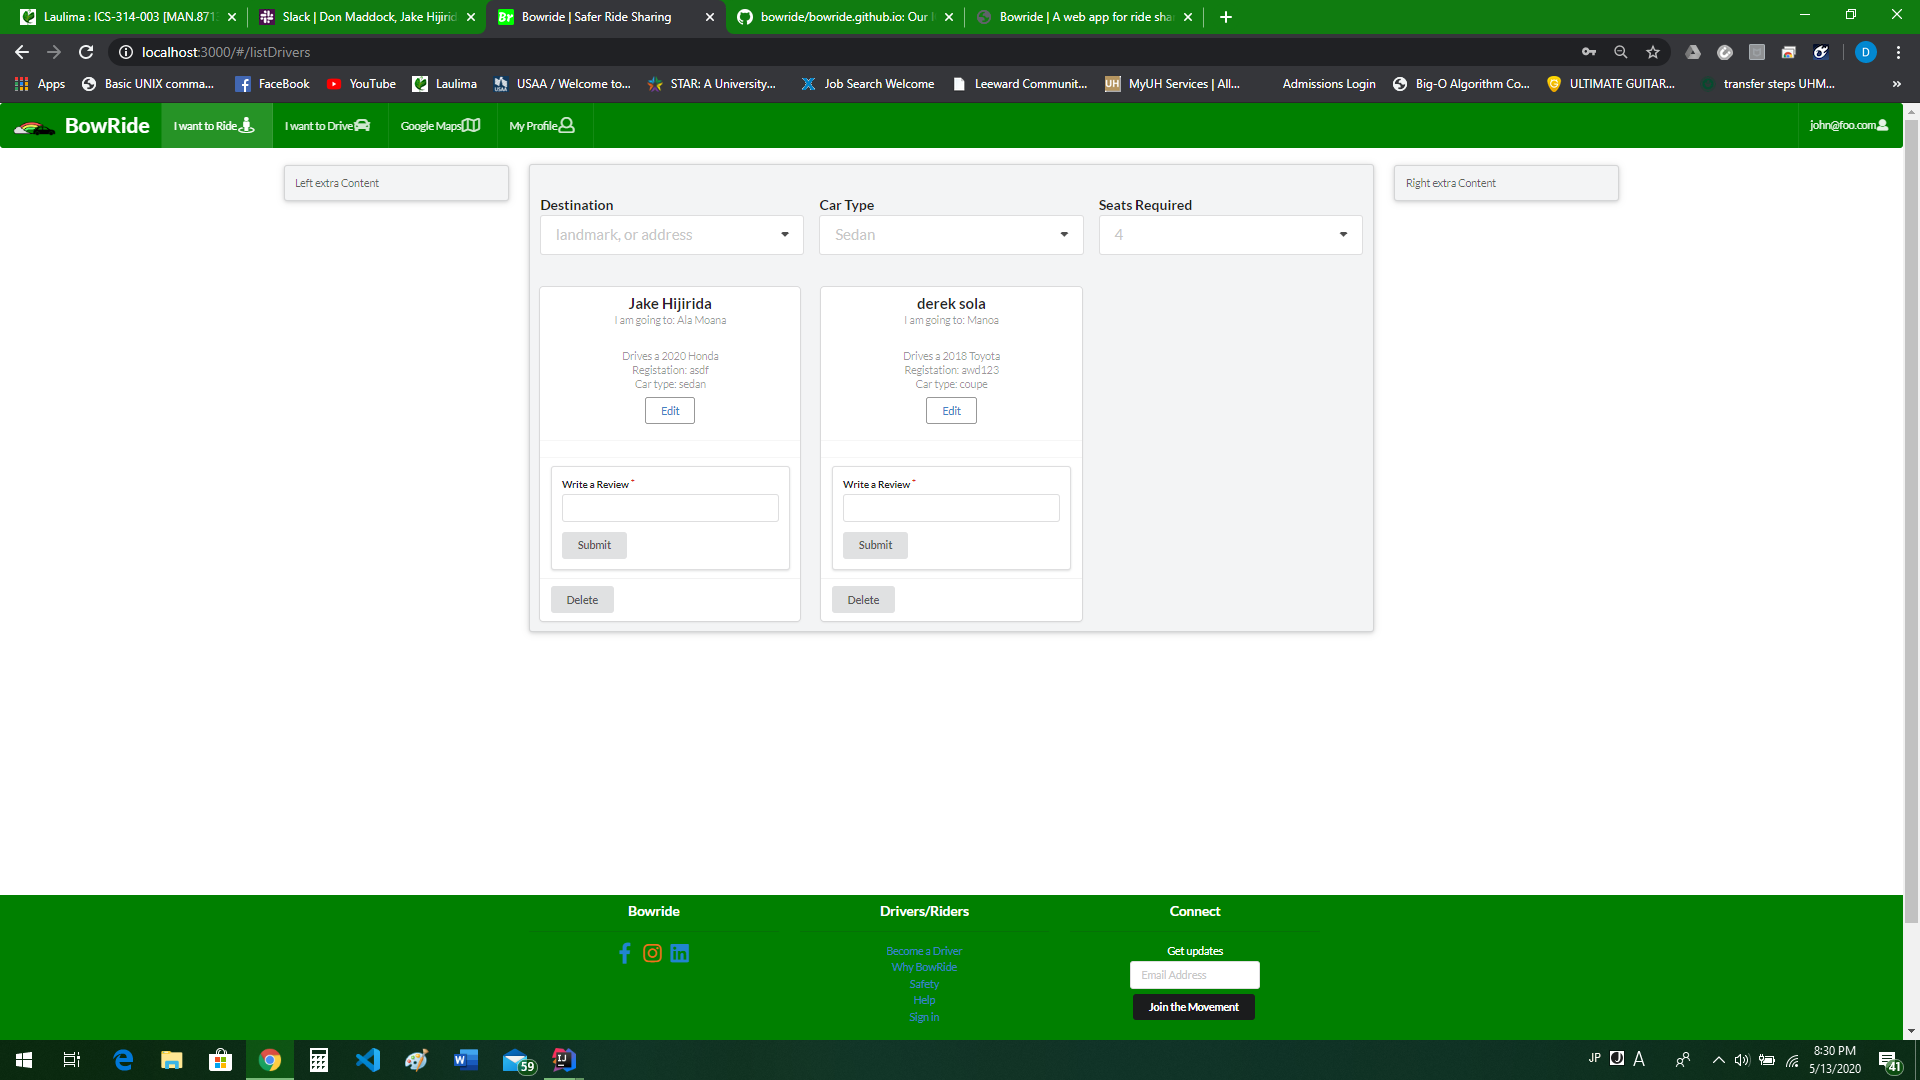 Laulima : ICS-314-003 [MAN.871
Slack | Don Maddock, Jake Hijirid
Bowride | Safer Ride Sharing
bowride/bowride.github.io: Our
Bowride | A web app for ride sha
localhost:3000/#/listDrivers
D
Apps
Basic UNIX comma...
FaceBook
YouTube
Laulima
USAA / Welcome to...
STAR: A University...
Job Search Welcome
Leeward Communit...
MyUH Services | All...
Admissions Login
Big-O Algorithm Co...
ULTIMATE GUITAR...
transfer steps UHM...
BowRide
I want to Ride
I want to Drive
Google Maps
My Profile
john@foo.com
Left extra Content
Right extra Content
Destination
Car Type
Seats Required
landmark, or address
Sedan
4
Jake Hijirida
I am going to: Ala Moana
Drives a 2020 Honda
Registation: asdf
Car type: sedan
Edit
Write a Review *
Submit
Delete
derek sola
I am going to: Manoa
Drives a 2018 Toyota
Registation: awd123
Car type: coupe
Edit
Write a Review *
Submit
Delete
Bowride
Drivers/Riders
Become a Driver
Why BowRide
Safety
Help
Sign in
Connect
Get updates
Email Address
Join the Movement
59
JP
A
8:30 PM
5/13/2020
41